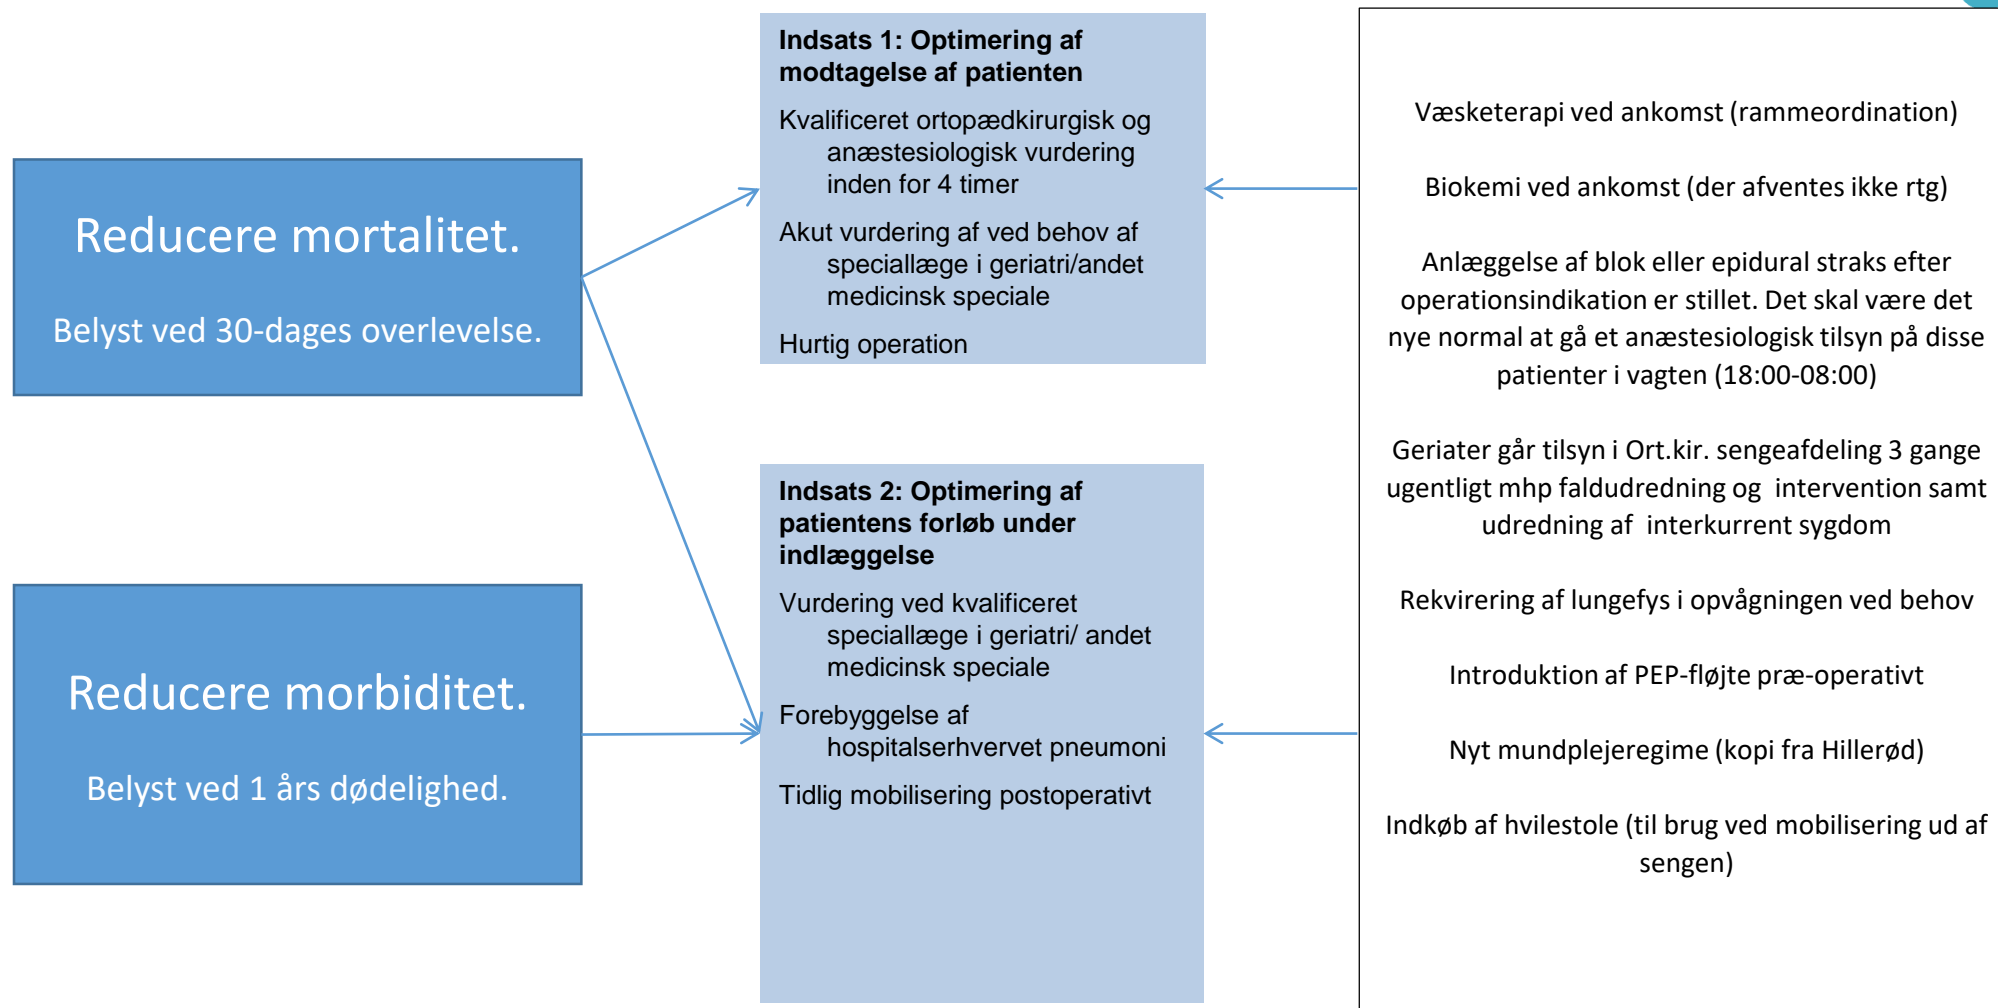 Reducere mortalitet.
Belyst ved 30-dages overlevelse.
Reducere morbiditet.
Belyst ved 1 års dødelighed.
Indsats 1: Optimering af
modtagelse af patienten
Kvalificeret ortopædkirurgisk og
anæstesiologisk vurdering
inden for 4 timer
Akut vurdering af ved behov af
speciallæge i geriatri/andet
medicinsk speciale
Hurtig operation
Indsats 2: Optimering af
patientens forløb under
indlæggelse
Vurdering ved kvalificeret
speciallæge i geriatri/ andet
medicinsk speciale
Forebyggelse af
hospitalserhvervet pneumoni
Tidlig mobilisering postoperativt
Væsketerapi ved ankomst (rammeordination)
Biokemi ved ankomst (der afventes ikke rtg)
Anlæggelse af blok eller epidural straks efter
operationsindikation er stillet. Det skal være det
nye normal at gå et anæstesiologisk tilsyn på disse
patienter i vagten (18:00-08:00)
Geriater går tilsyn i Ort.kir. sengeafdeling 3 gange
ugentligt mhp faldudredning og  intervention samt
udredning af  interkurrent sygdom
Rekvirering af lungefys i opvågningen ved behov
Introduktion af PEP-fløjte præ-operativt
Nyt mundplejeregime (kopi fra Hillerød)
Indkøb af hvilestole (til brug ved mobilisering ud af
sengen)